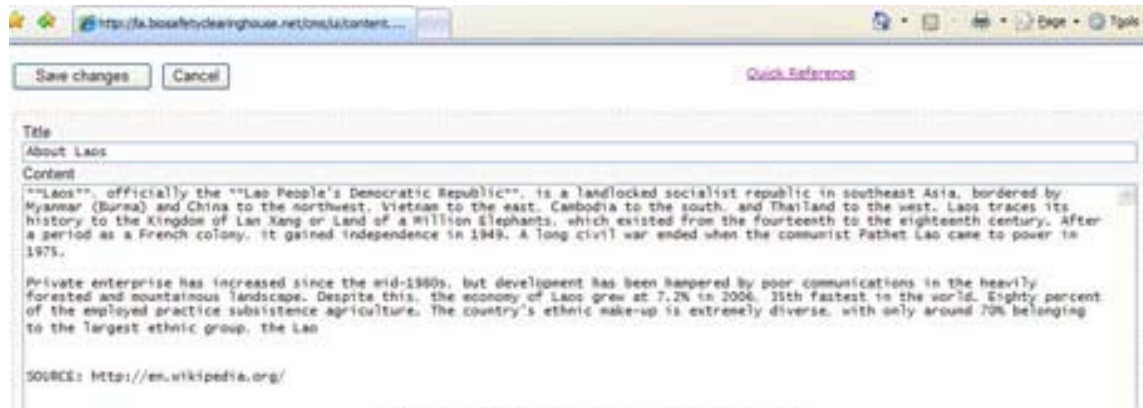 http://la.biosafetyclearinghouse.net/cms/ui/content....
Page Tools
Save changes Cancel Quick Reference
Title
About Laos
Content
**Laos**, officially the **Lao People's Democratic Republic**, is a landlocked socialist republic in southeast Asia, bordered by
Myanmar (Burma) and China to the northwest, Vietnam to the east, Cambodia to the south, and Thailand to the west. Laos traces its
history to the Kingdom of Lan Xang or Land of a Million Elephants, which existed from the fourteenth to the eighteenth century. After
a period as a French colony, it gained independence in 1949. A long civil war ended when the communist Pathet Lao came to power in
1975.
Private enterprise has increased since the mid-1980s, but development has been hampered by poor communications in the heavily
forested and mountainous landscape. Despite this, the economy of Laos grew at 7.2% in 2006, 35th fastest in the world. Eighty percent
of the employed practice subsistence agriculture. The country's ethnic make-up is extremely diverse, with only around 70% belonging
to the largest ethnic group, the Lao
SOURCE: http://en.wikipedia.org/